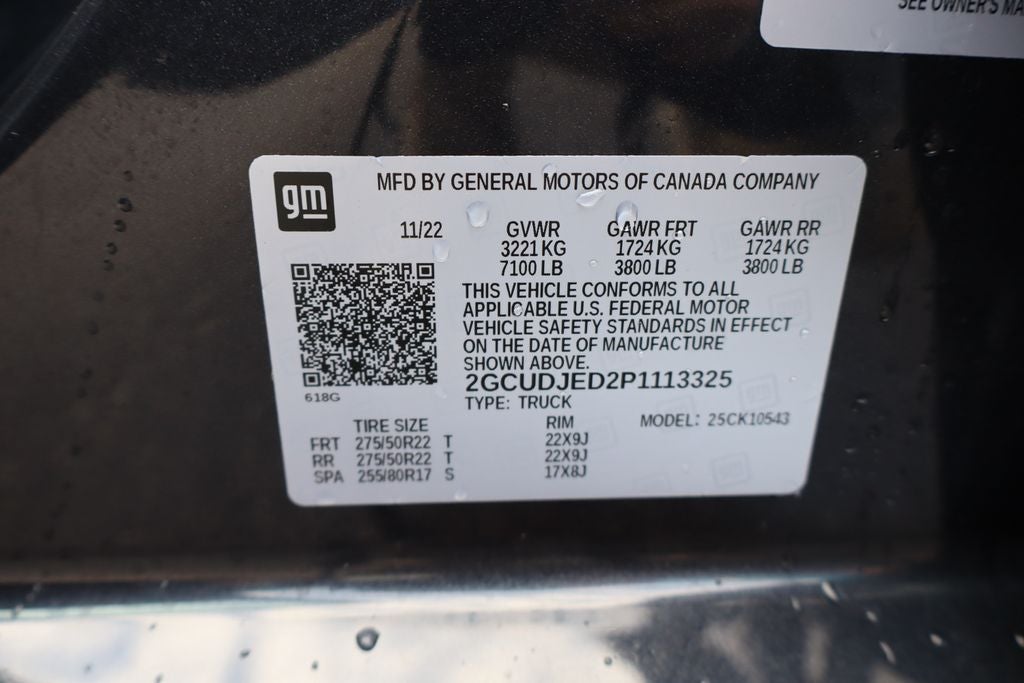 SEE OWNER'S MA
gm
MFD BY GENERAL MOTORS OF CANADA COMPANY
11/22 GVWR GAWR FRT GAWR RR
3221 KG 1724 KG 1724 KG
7100 LB 3800 LB 3800 LB
THIS VEHICLE CONFORMS TO ALL
APPLICABLE U.S. FEDERAL MOTOR
VEHICLE SAFETY STANDARDS IN EFFECT
ON THE DATE OF MANUFACTURE
SHOWN ABOVE.
2GCUDJED2P1113325
618G
TYPE: TRUCK
TIRE SIZE RIM MODEL: 25CK10543
FRT 275/50R22 T 22X9J
RR 275/50R22 T 22X9J
SPA 255/80R17 S 17X8J